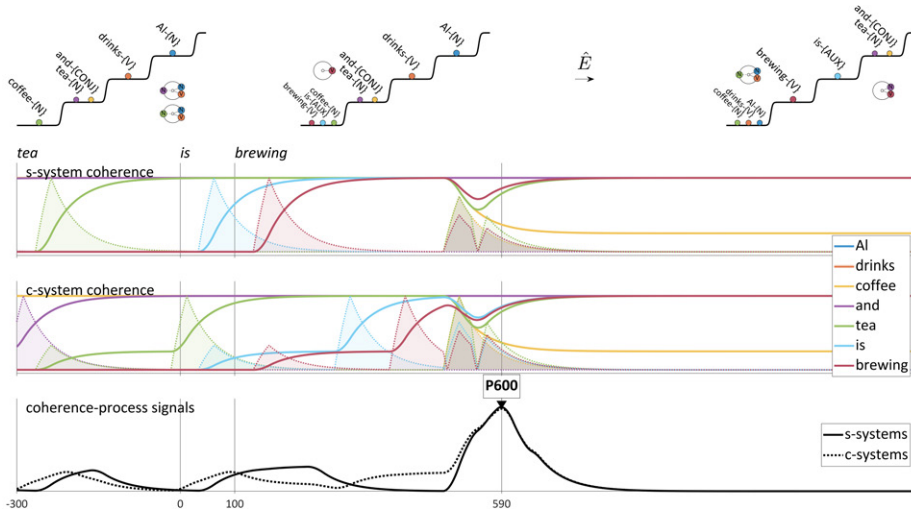 coffee-{N}
tea-{N}
and-{CONJ}
drinks-{V}
Al-{N}
brewing-{V}
is-{AUX}
coffee-{N}
tea-{N}
and-{CONJ}
drinks-{V}
Al-{N}
Ê
coffee-{N}
drinks-{V}
Al-{N}
brewing-{V}
is-{AUX}
tea-{N}
and-{CONJ}
tea is brewing
s-system coherence
c-system coherence
Al
drinks
coffee
and
tea
is
brewing
P600
coherence-process signals
s-systems
c-systems
-300 0 100 590